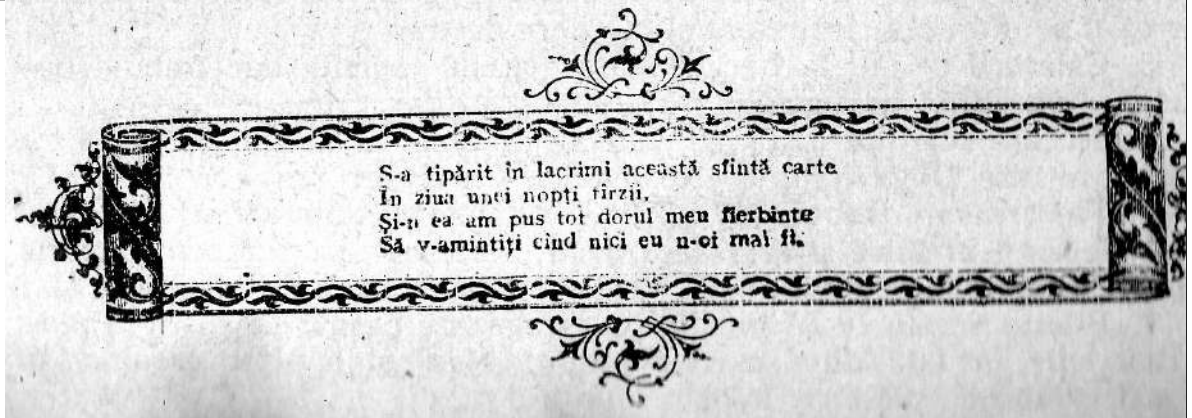 S-a tipărit în lacrimi această sfîntă carte
În ziua unei nopți tîrzii,
Și-n ea am pus tot dorul meu fierbinte
Să v-amintiți cînd nici eu n-oi mai fi.